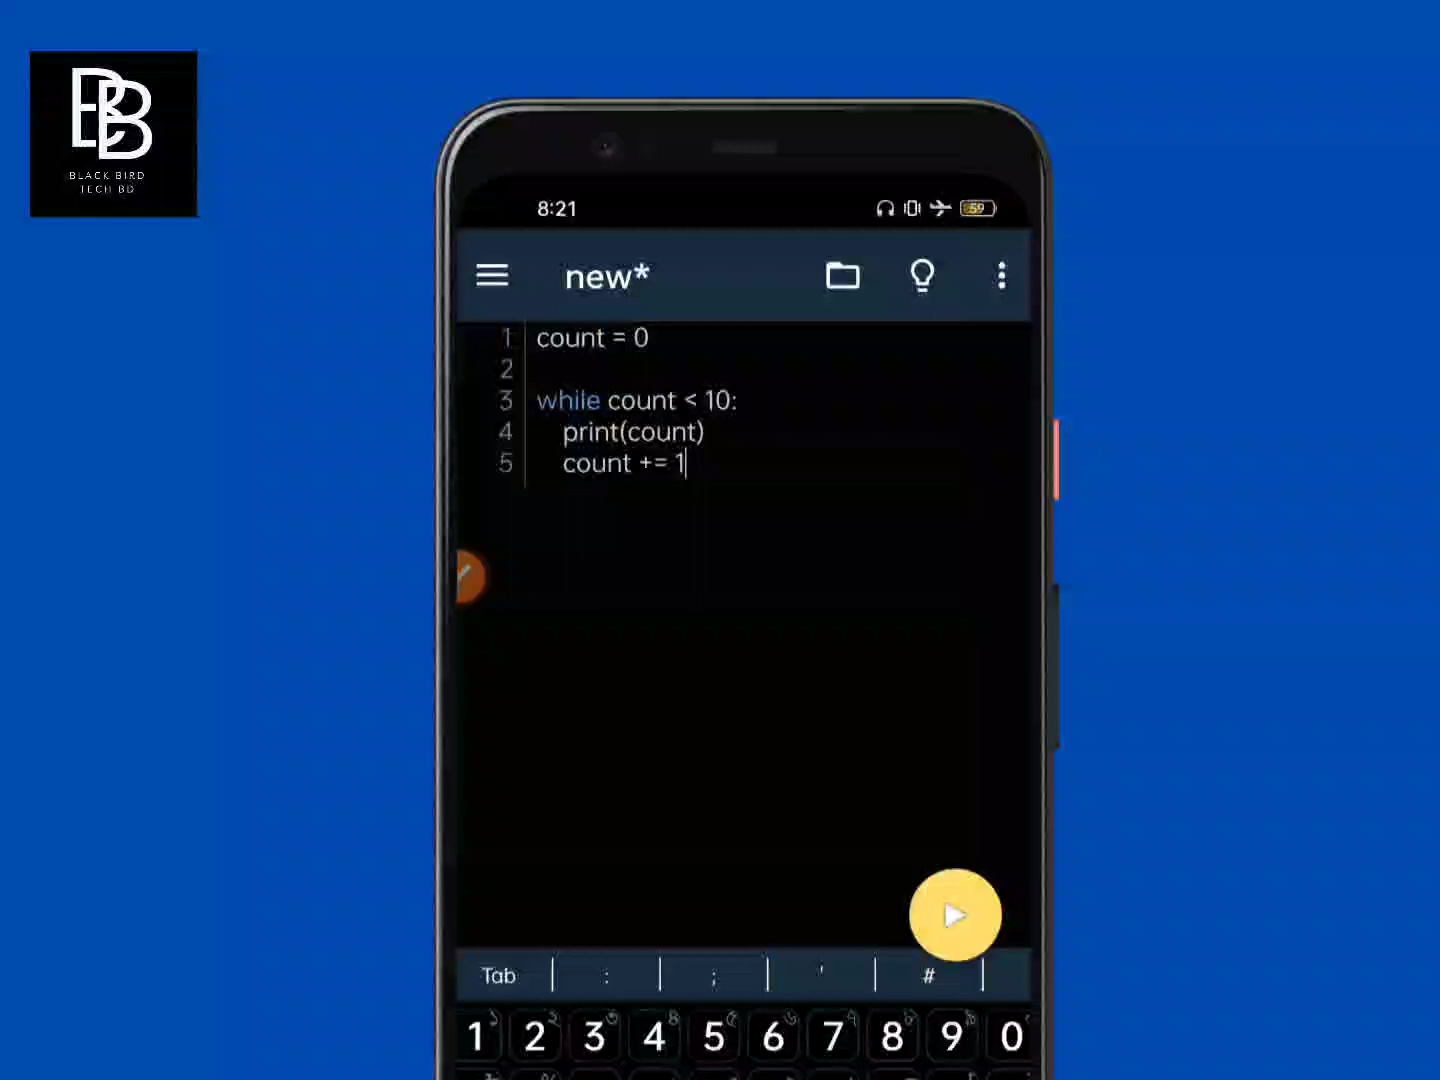 BLACK BIRD
TECH BD
8:21
59
new*
1 count = 0
2
3 while count < 10:
4 print(count)
5 count += 1
Tab : ; ' #
1 2 3 4 5 6 7 8 9 0